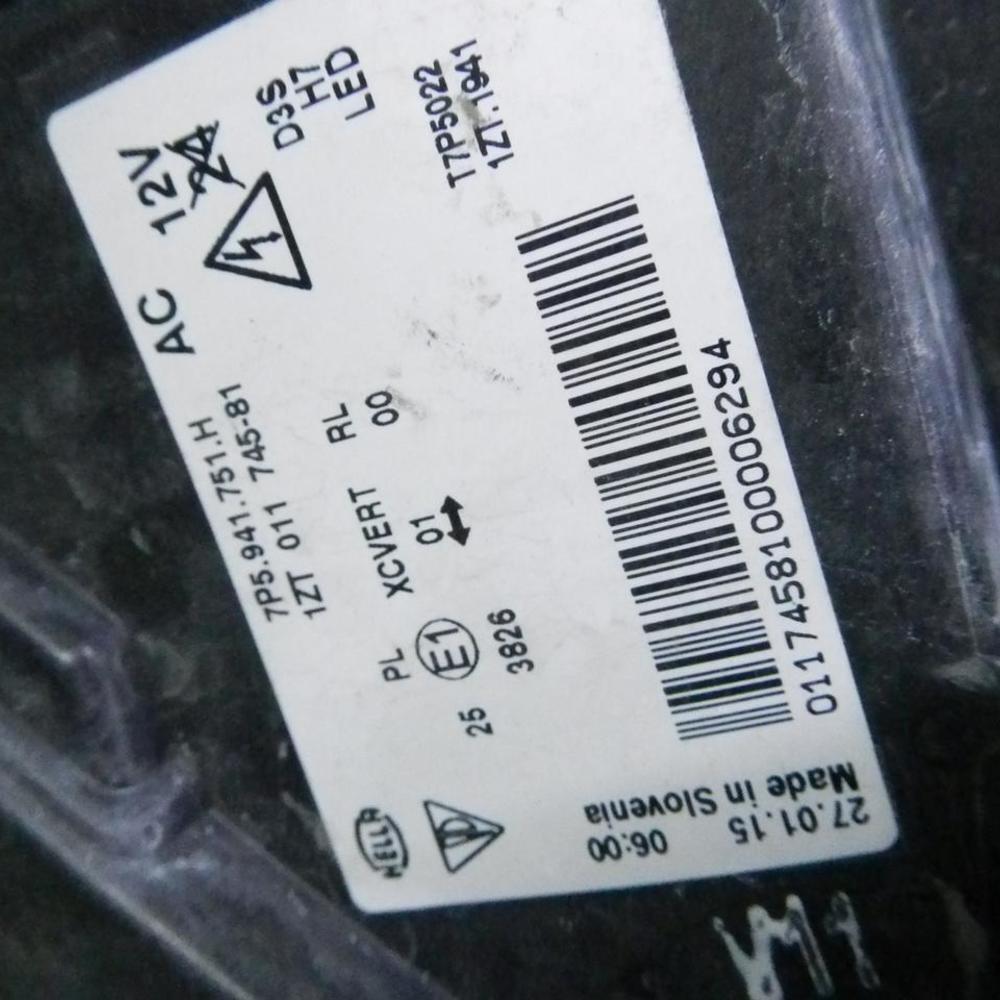 7P5.941.751.H
1ZT 011 745-81
AC 12V
24
D3S
H7
LED
PL
XCVERT
RL
25
E1
01
00
3826
T7P5022
1ZT.1941
01174581000006294
HELLA
06:00 27.01.15
Made in Slovenia